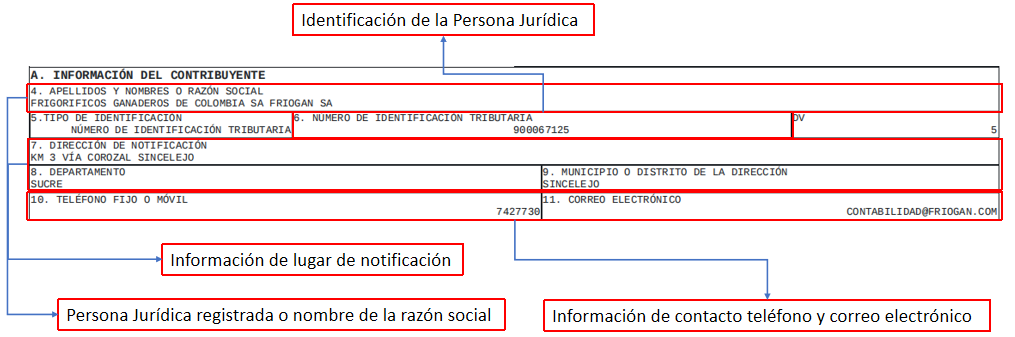 Identificación de la Persona Jurídica
A. INFORMACIÓN DEL CONTRIBUYENTE
4. APELLIDOS Y NOMBRES O RAZÓN SOCIAL
FRIGORIFICOS GANADEROS DE COLOMBIA SA FRIOGAN SA
5.TIPO DE IDENTIFICACIÓN 6. NÚMERO DE IDENTIFICACIÓN TRIBUTARIA DV
NÚMERO DE IDENTIFICACIÓN TRIBUTARIA 900067125 5
7. DIRECCIÓN DE NOTIFICACIÓN
KM 3 VÍA COROZAL SINCELEJO
8. DEPARTAMENTO 9. MUNICIPIO O DISTRITO DE LA DIRECCIÓN
SUCRE SINCELEJO
10. TELÉFONO FIJO O MÓVIL 11. CORREO ELECTRÓNICO
7427730 CONTABILIDAD@FRIOGAN.COM
Información de lugar de notificación
Persona Jurídica registrada o nombre de la razón social
Información de contacto teléfono y correo electrónico